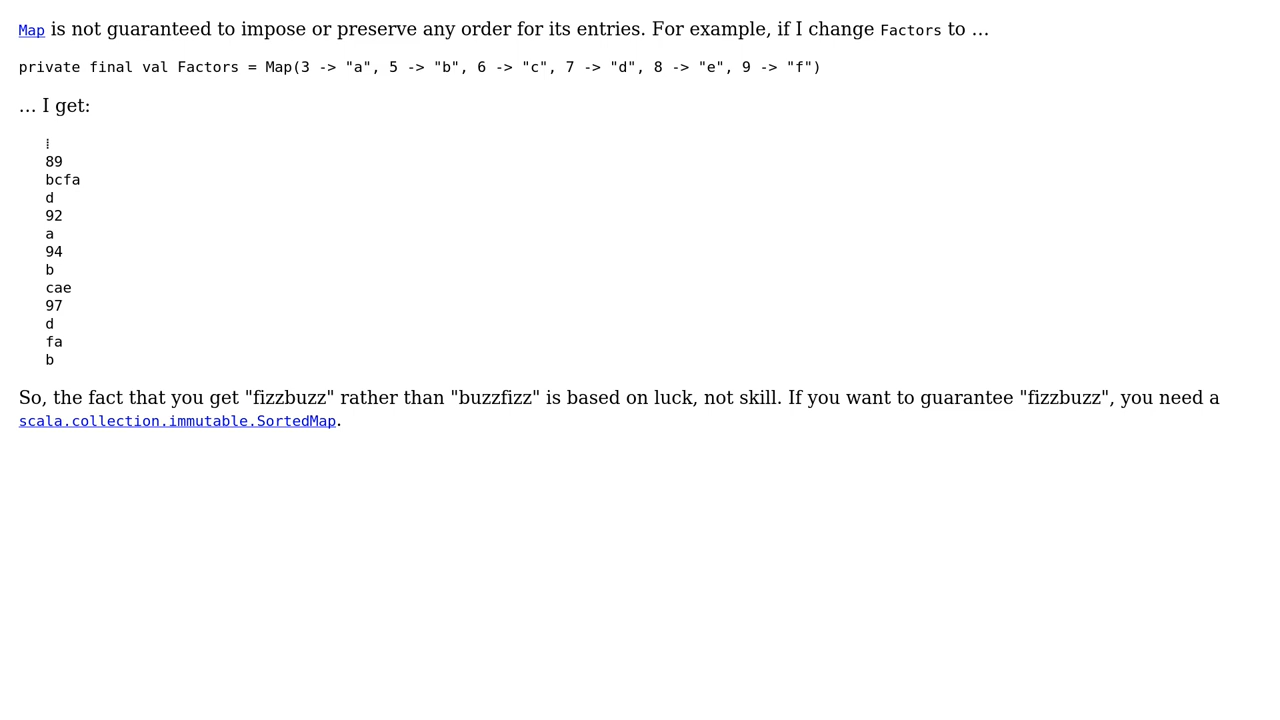 Map is not guaranteed to impose or preserve any order for its entries. For example, if I change Factors to …
private final val Factors = Map(3 -> "a", 5 -> "b", 6 -> "c", 7 -> "d", 8 -> "e", 9 -> "f")
… I get:
⁞
89
bcfa
d
92
a
94
b
cae
97
d
fa
b
So, the fact that you get "fizzbuzz" rather than "buzzfizz" is based on luck, not skill. If you want to guarantee "fizzbuzz", you need a
scala.collection.immutable.SortedMap.